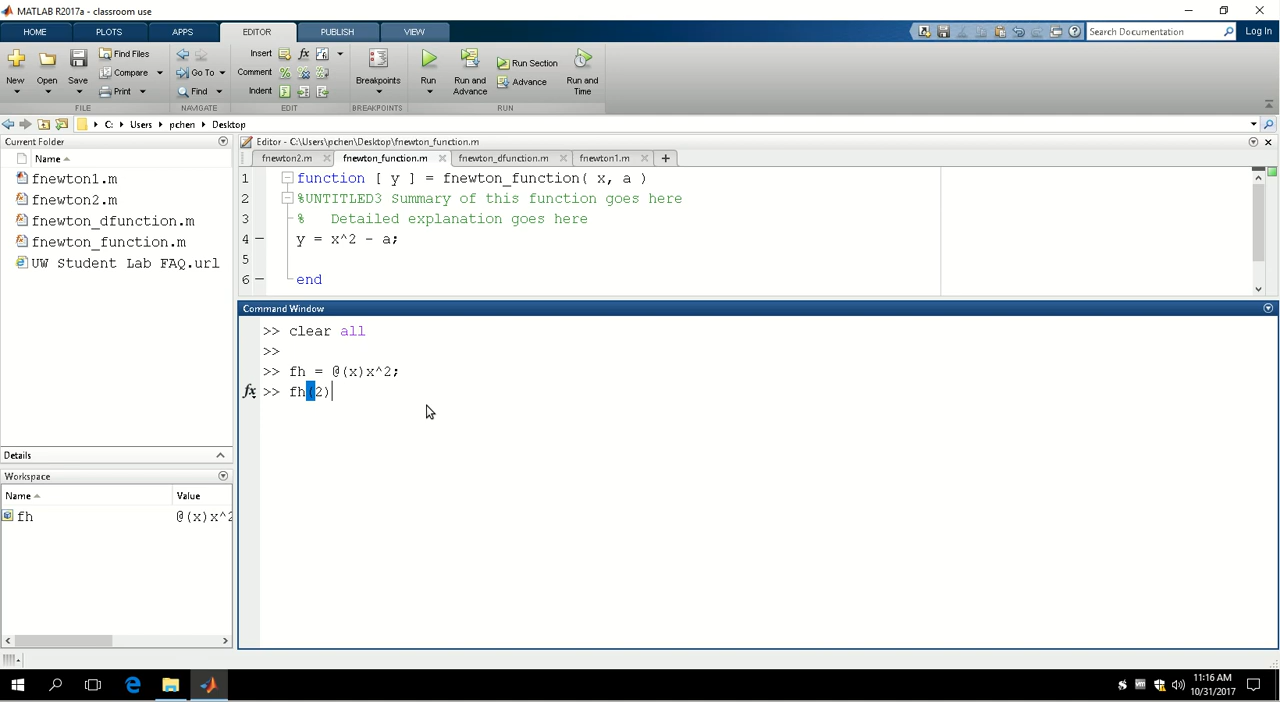 MATLAB R2017a - classroom use
HOME PLOTS APPS EDITOR PUBLISH VIEW
Search Documentation
Log In
New
Open
Save
Find Files
Compare
Print
Go To
Find
Insert
Comment
Indent
fx
Breakpoints
Run
Run and Advance
Run Section
Advance
Run and Time
FILE NAVIGATE EDIT BREAKPOINTS RUN
C: Users pchen Desktop
Current Folder
Name
fnewton1.m
fnewton2.m
fnewton_dfunction.m
fnewton_function.m
UW Student Lab FAQ.url
Details
Workspace
Name Value
fh @(x)x^2
Editor - C:\Users\pchen\Desktop\fnewton_function.m
fnewton2.m fnewton_function.m fnewton_dfunction.m fnewton1.m
1 function [ y ] = fnewton_function( x, a )
2 %UNTITLED3 Summary of this function goes here
3 % Detailed explanation goes here
4 y = x^2 - a;
5
6 end
Command Window
>> clear all
>>
>> fh = @(x)x^2;
fx >> fh(2)
11:16 AM
10/31/2017